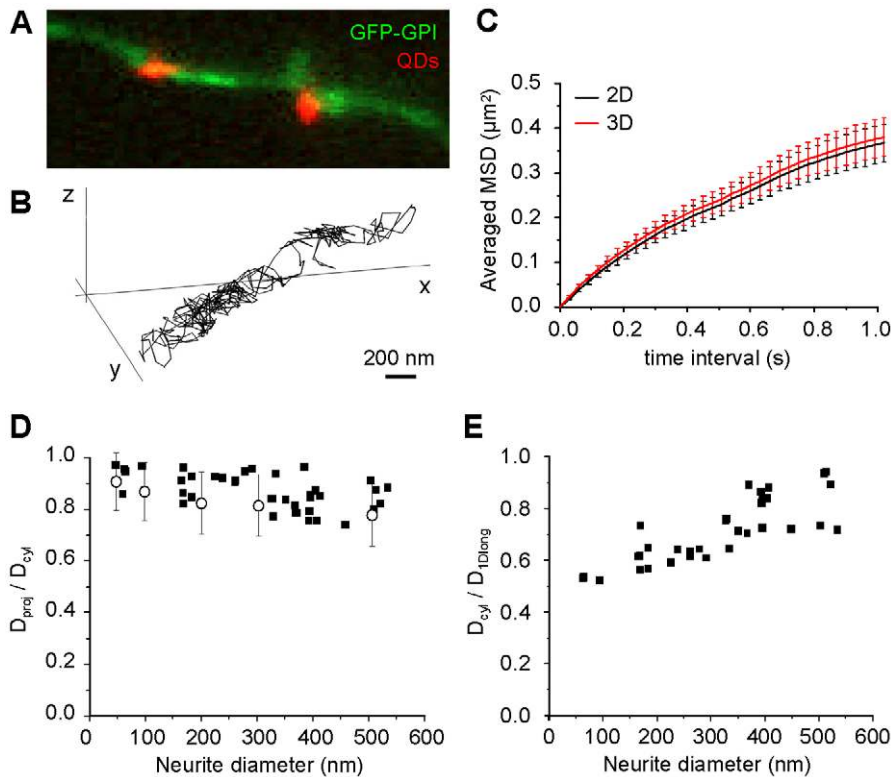 A
GFP-GPI
QDs
B
z
x
y
200 nm
C
2D
3D
Averaged MSD (µm²)
0.5
0.4
0.3
0.2
0.1
0.0
0.0 0.2 0.4 0.6 0.8 1.0
time interval (s)
D
D_proj / D_cyl
1.0
0.8
0.6
0.4
0.2
0.0
0 100 200 300 400 500 600
Neurite diameter (nm)
E
D_cyl / D_1Dlong
1.0
0.8
0.6
0.4
0.2
0.0
0 100 200 300 400 500 600
Neurite diameter (nm)